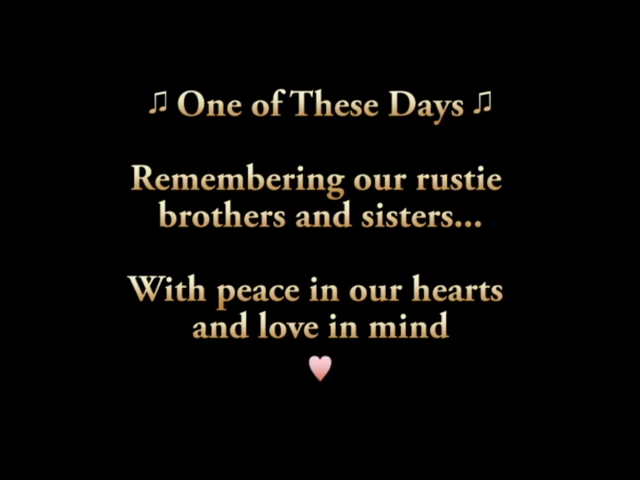 ♫ One of These Days ♫
Remembering our rustie
brothers and sisters...
With peace in our hearts
and love in mind